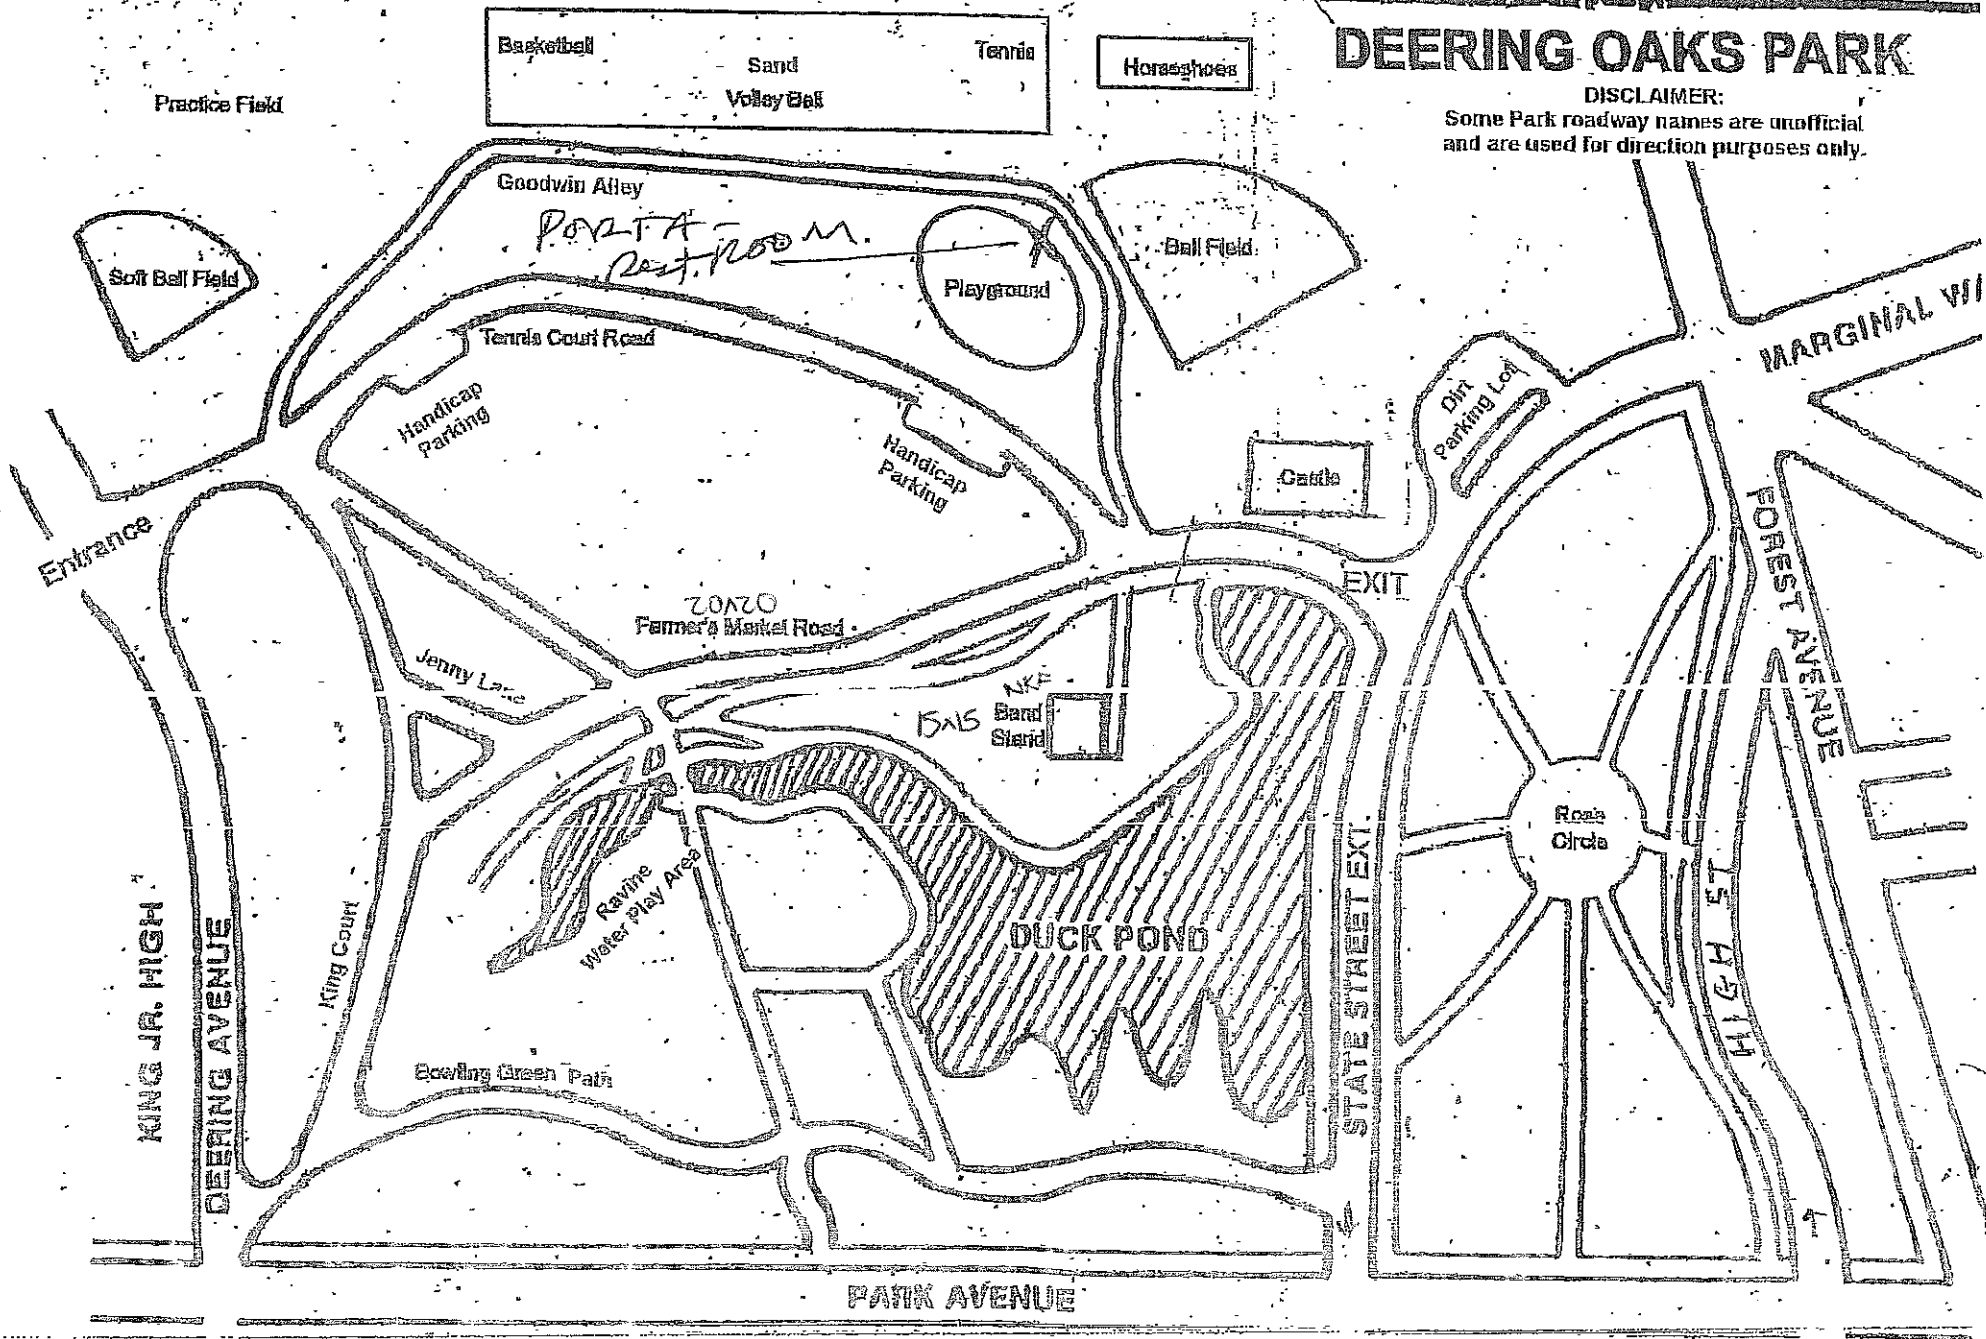 DEERING OAKS PARK
DISCLAIMER:
Some Park roadway names are unofficial
and are used for direction purposes only.
Basketball
Sand
Volley Ball
Tennis
Horseshoes
Practice Field
Goodwin Alley
PORTA-
Rest ROOM
Soft Ball Field
Playground
Ball Field
Tennis Court Road
Handicap
Parking
Handicap
Parking
Dirt
Parking Lot
Castle
MARGINAL
Entrance
EXIT
FOREST AVENUE
20x20
Farmer's Market Road
Jenny Lane
NKF
15x15
Band
Stand
Rose
Circle
Ravine
Water Play Area
DUCK POND
STATE STREET EXT.
HIGH ST
KING JR. HIGH
DEERING AVENUE
King Court
Bowling Green Path
PARK AVENUE